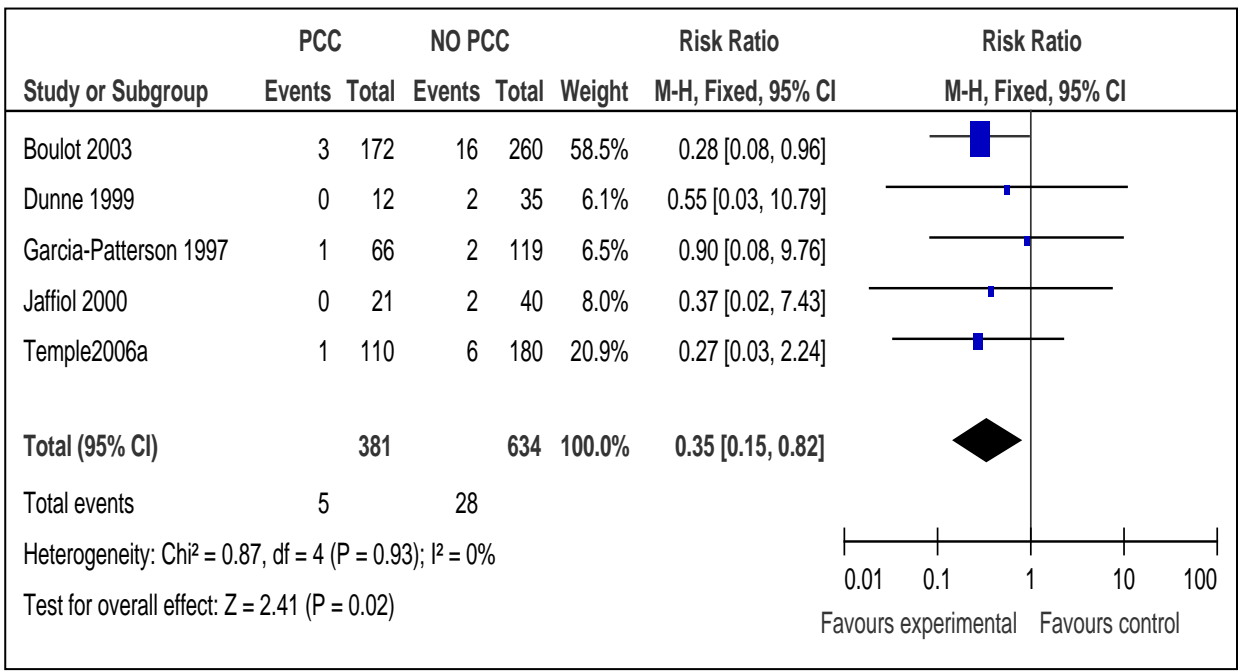 PCC NO PCC Risk Ratio Risk Ratio
Study or Subgroup Events Total Events Total Weight M-H, Fixed, 95% CI M-H, Fixed, 95% CI
Boulot 2003 3 172 16 260 58.5% 0.28 [0.08, 0.96]
Dunne 1999 0 12 2 35 6.1% 0.55 [0.03, 10.79]
Garcia-Patterson 1997 1 66 2 119 6.5% 0.90 [0.08, 9.76]
Jaffiol 2000 0 21 2 40 8.0% 0.37 [0.02, 7.43]
Temple2006a 1 110 6 180 20.9% 0.27 [0.03, 2.24]
Total (95% CI) 381 634 100.0% 0.35 [0.15, 0.82]
Total events 5 28
Heterogeneity: Chi² = 0.87, df = 4 (P = 0.93); I² = 0%
Test for overall effect: Z = 2.41 (P = 0.02)
0.01 0.1 1 10 100
Favours experimental Favours control